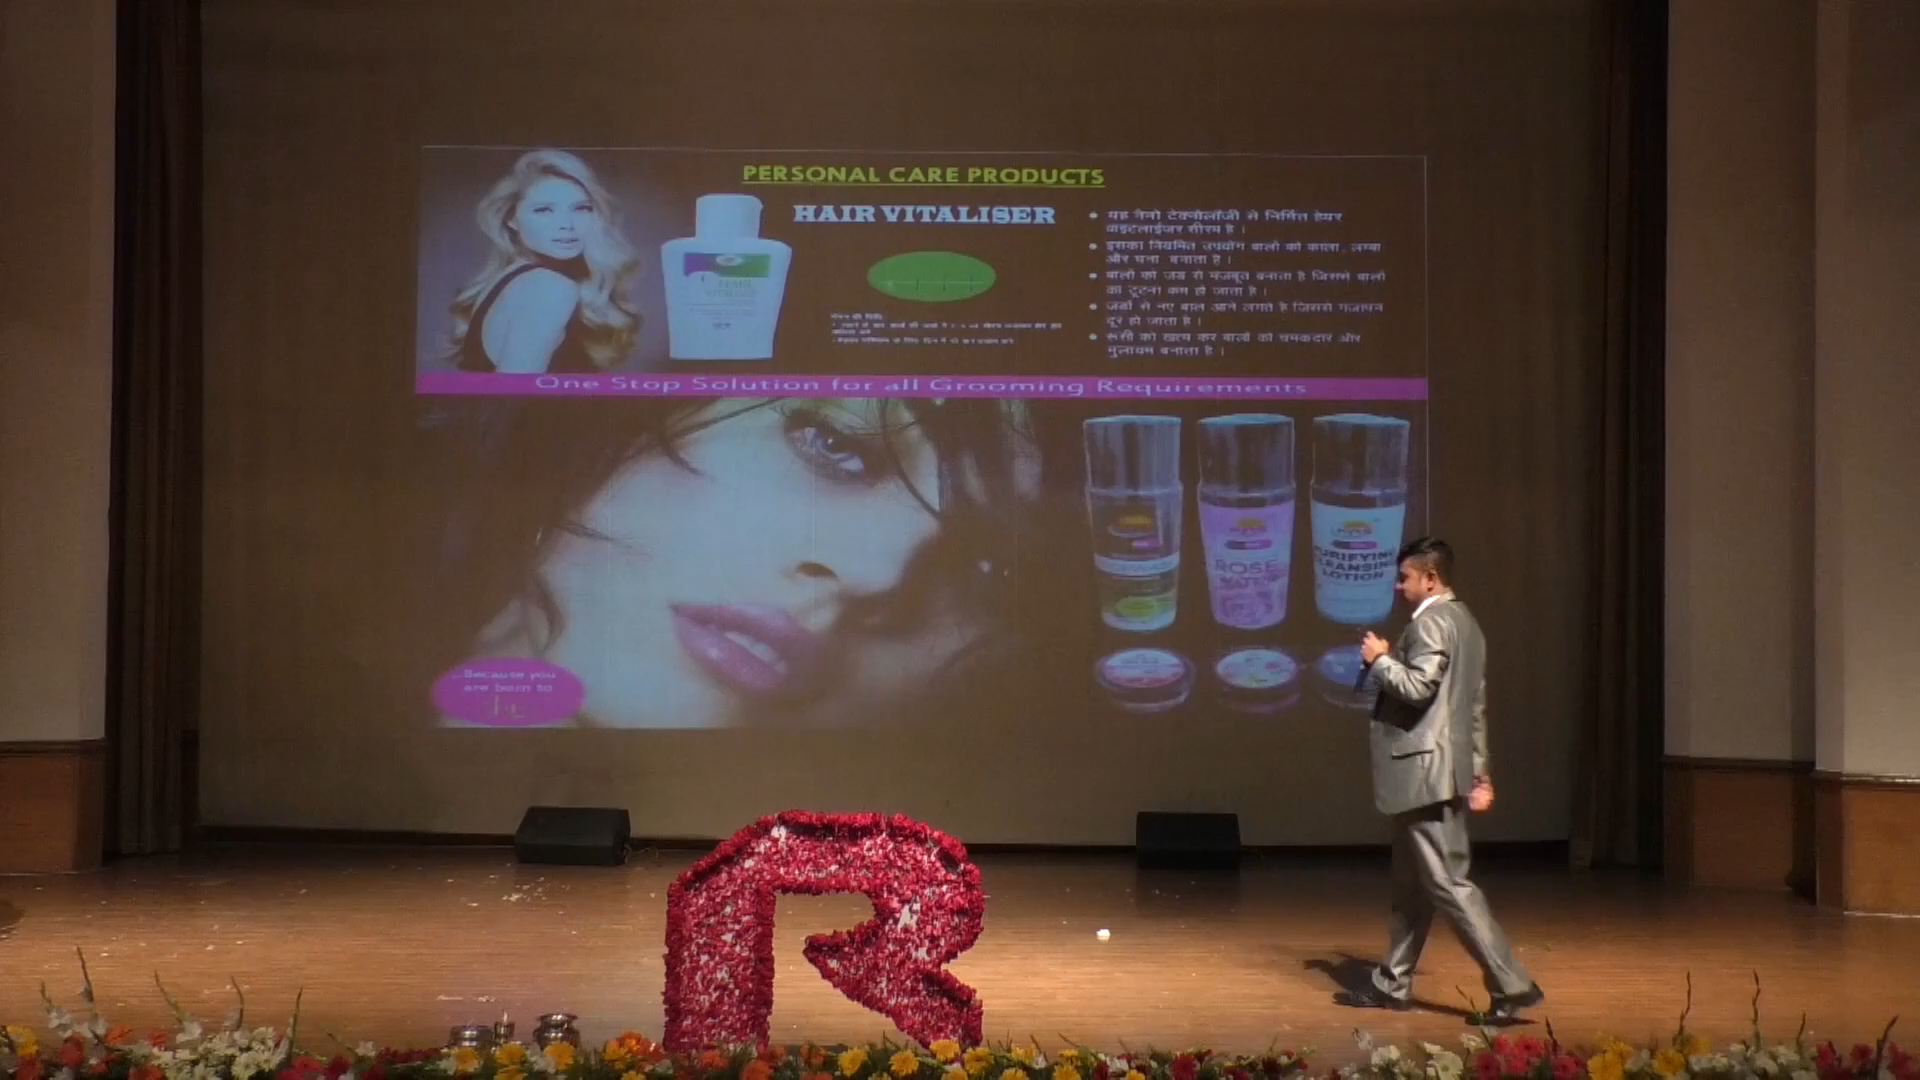 PERSONAL CARE PRODUCTS
HAIR VITALISER
• यह नैनो टेक्नोलॉजी से निर्मित हेयर
वाइटलाईजर सीरम है ।
• इसका नियमित उपयोग बालों को काला, लम्बा
और घना बनाता है ।
• बालों को जड़ से मजबूत बनाता है जिससे बालों
का टूटना कम हो जाता है ।
• जड़ों से नए बाल आने लगते है जिससे गंजापन
दूर हो जाता है ।
• रूसी को खत्म कर बालों को चमकदार और
मुलायम बनाता है ।
One Stop Solution for all Grooming Requirements
ROSE
WATER
PURIFYING
CLEANSING
LOTION
...Because you
are born to
R